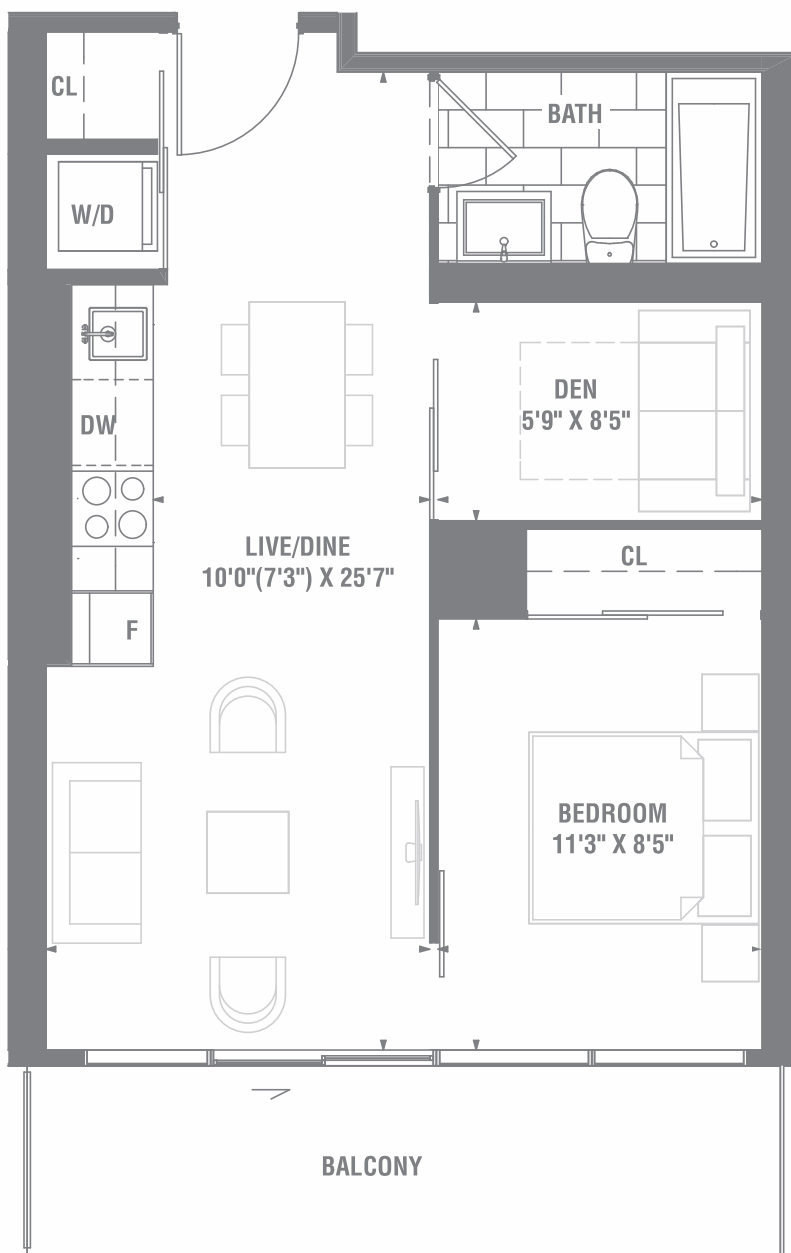 CL
BATH
W/D
DEN
5'9" X 8'5"
DW
LIVE/DINE
10'0"(7'3") X 25'7"
CL
F
BEDROOM
11'3" X 8'5"
BALCONY